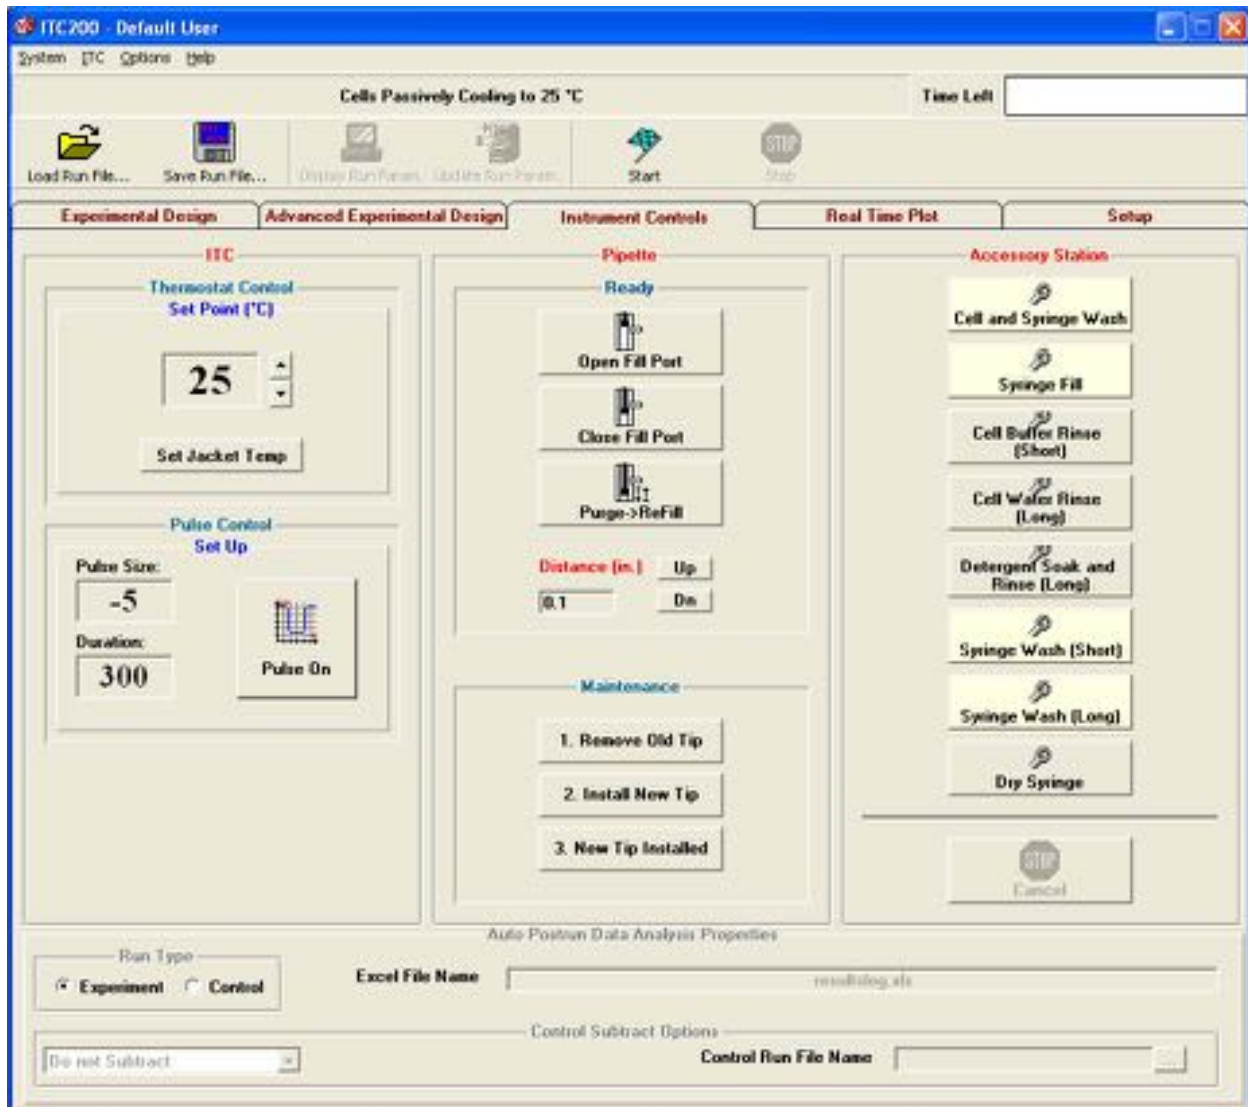 ITC200 - Default User
System ITC Options Help
Cells Passively Cooling to 25 °C
Time Left
Load Run File...
Save Run File...
Display Run Param..
Update Run Param..
Start
Stop
Experimental Design
Advanced Experimental Design
Instrument Controls
Real Time Plot
Setup
ITC
Thermostat Control
Set Point (°C)
25
Set Jacket Temp
Pulse Control
Set Up
Pulse Size:
-5
Duration:
300
Pulse On
Pipette
Ready
Open Fill Port
Close Fill Port
Purge->ReFill
Distance (in.)
Up
0.1
Dn
Maintenance
1. Remove Old Tip
2. Install New Tip
3. New Tip Installed
Accessory Station
Cell and Syringe Wash
Syringe Fill
Cell Buffer Rinse
(Short)
Cell Water Rinse
(Long)
Detergent Soak and
Rinse (Long)
Syringe Wash (Short)
Syringe Wash (Long)
Dry Syringe
STOP
Cancel
Auto Postrun Data Analysis Properties
Run Type
Experiment
Control
Excel File Name
resultslog.xls
Control Subtract Options
Do not Subtract
Control Run File Name
...